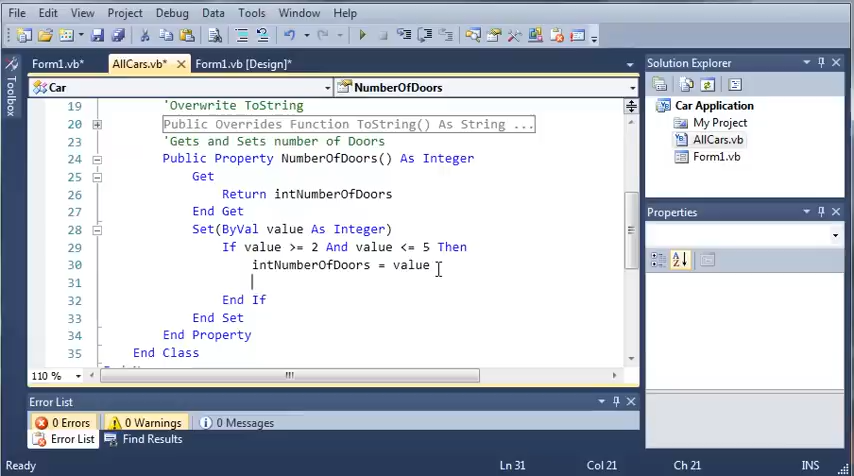 File Edit View Project Debug Data Tools Window Help
Form1.vb* AllCars.vb* Form1.vb [Design]*
Toolbox
Car NumberOfDoors
19 'Overwrite ToString
20 Public Overrides Function ToString() As String ...
23 'Gets and Sets number of Doors
24 Public Property NumberOfDoors() As Integer
25 Get
26 Return intNumberOfDoors
27 End Get
28 Set(ByVal value As Integer)
29 If value >= 2 And value <= 5 Then
30 intNumberOfDoors = value
31
32 End If
33 End Set
34 End Property
35 End Class
110 %
Error List
0 Errors 0 Warnings 0 Messages
Error List Find Results
Solution Explorer
Car Application
My Project
AllCars.vb
Form1.vb
Properties
Ready Ln 31 Col 21 Ch 21 INS